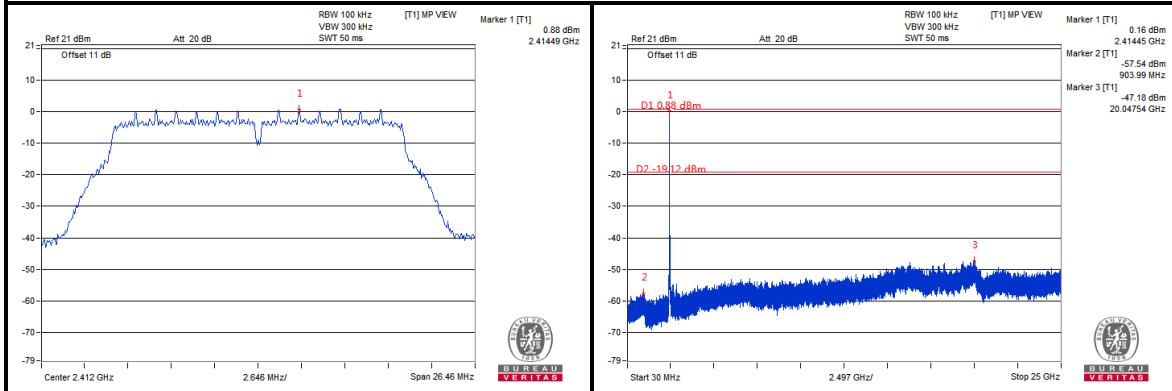 RBW 100 kHz [T1] MP VIEW
VBW 300 kHz
Ref 21 dBm Att 20 dB SWT 50 ms
Marker 1 [T1]
0.88 dBm
2.41449 GHz
21
Offset 11 dB
10
1
0
-10
-20
-30
-40
-50
-60
-70
-79
Center 2.412 GHz 2.646 MHz/ Span 26.46 MHz
1828
BUREAU
VERITAS
RBW 100 kHz [T1] MP VIEW
VBW 300 kHz
Ref 21 dBm Att 20 dB SWT 50 ms
Marker 1 [T1]
0.16 dBm
2.41445 GHz
Marker 2 [T1]
-57.54 dBm
903.99 MHz
Marker 3 [T1]
-47.18 dBm
20.04754 GHz
21
Offset 11 dB
10
1
D1 0.88 dBm
0
-10
D2 -19.12 dBm
-20
-30
-40
3
-50
2
-60
-70
-79
Start 30 MHz 2.497 GHz/ Stop 25 GHz
1828
BUREAU
VERITAS